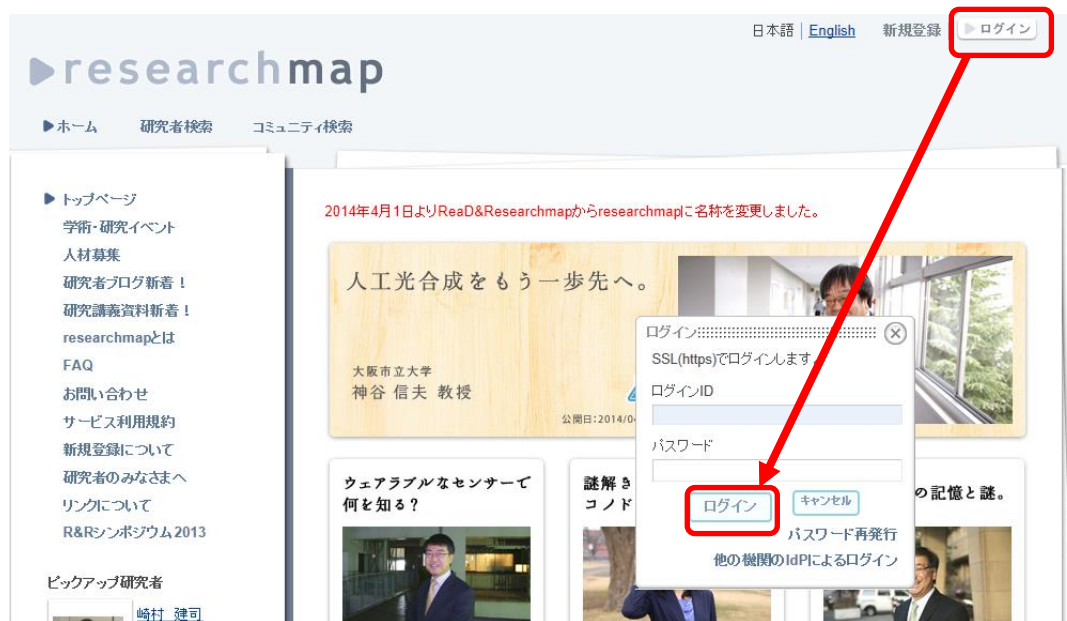 日本語 | English 新規登録 ログイン
researchmap
ホーム 研究者検索 コミュニティ検索
トップページ
学術・研究イベント
人材募集
研究者ブログ新着！
研究講義資料新着！
researchmapとは
FAQ
お問い合わせ
サービス利用規約
新規登録について
研究者のみなさまへ
リンクについて
R&Rシンポジウム2013
ピックアップ研究者
崎村 建司
2014年4月1日よりReaD&Researchmapからresearchmapに名称を変更しました。
人工光合成をもう一歩先へ。
大阪市立大学
神谷 信夫 教授
公開日:2014/0
ログイン
SSL(https)でログインします。
ログインID
パスワード
ログイン キャンセル
パスワード再発行
他の機関のIdPによるログイン
ウェアラブルなセンサーで
何を知る？
謎解き
コノド
の記憶と謎。